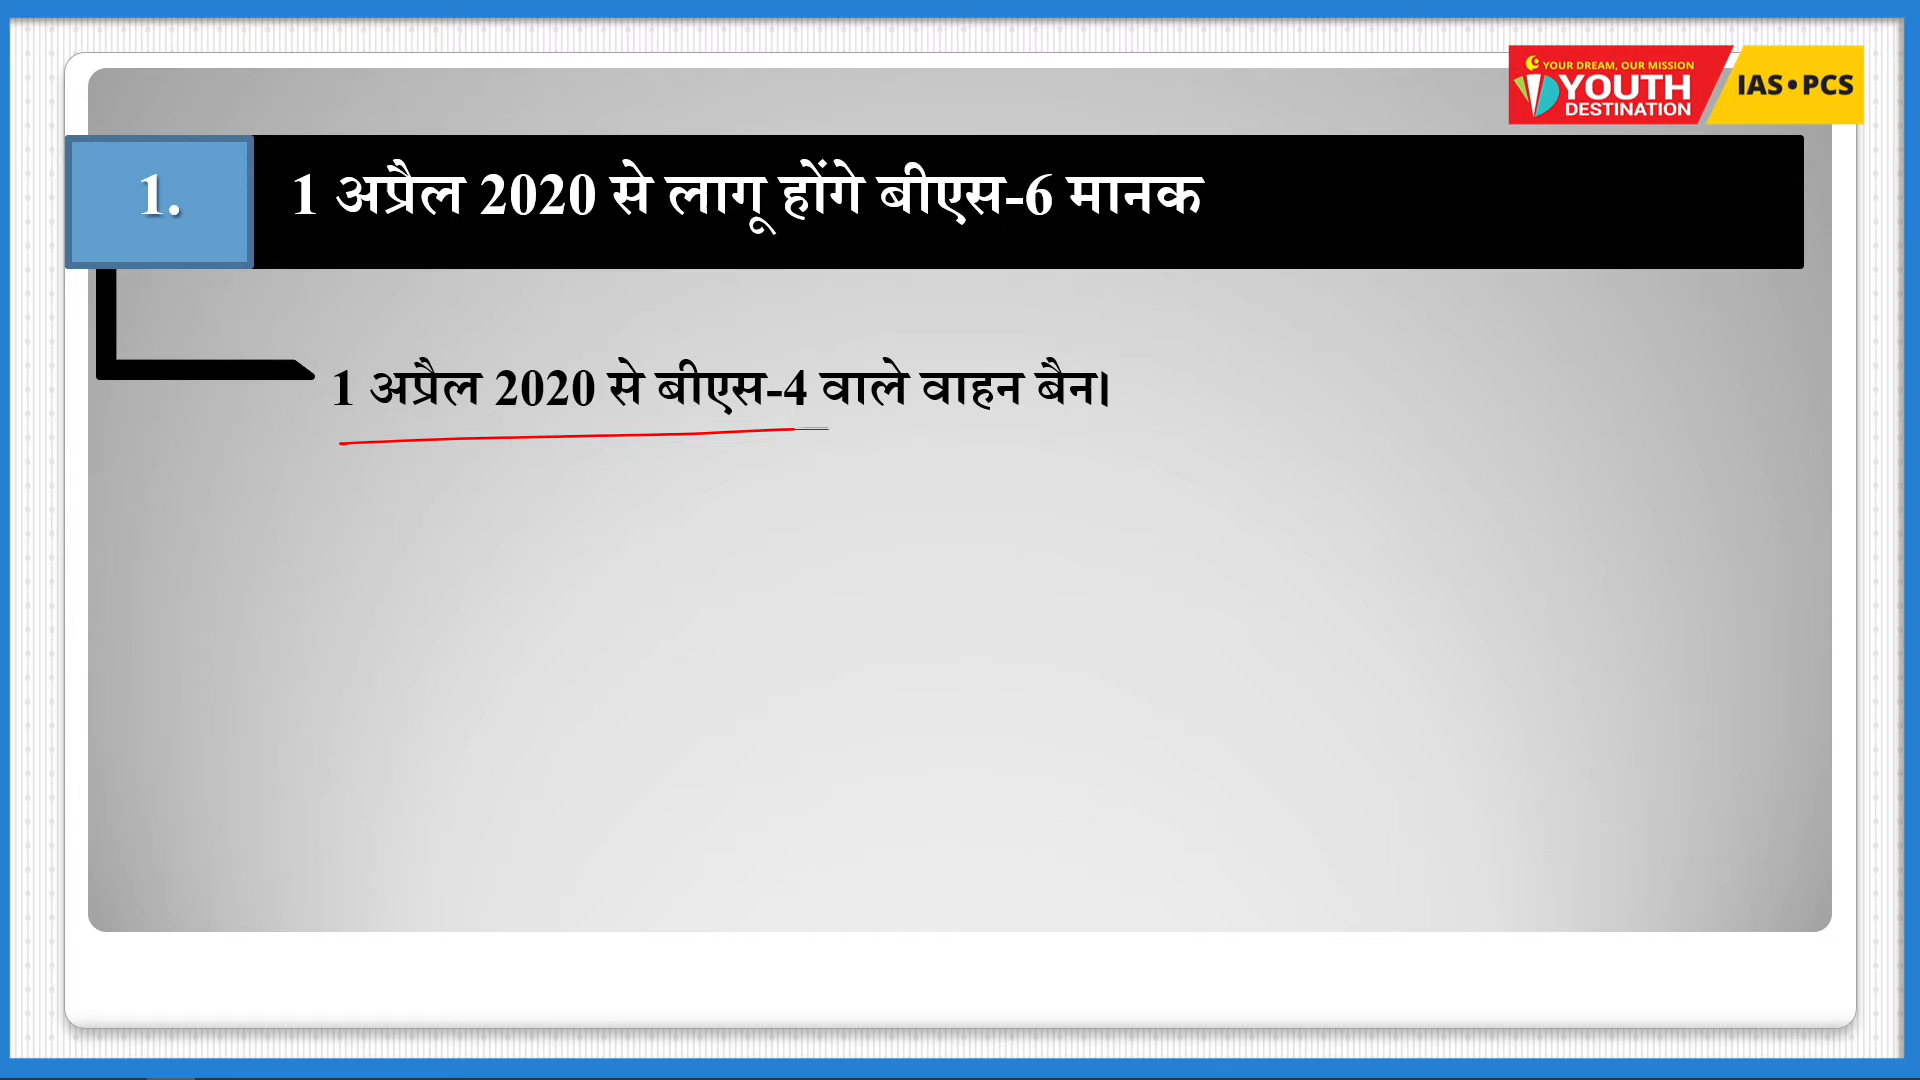 YOUR DREAM, OUR MISSION
YOUTH
DESTINATION
IAS•PCS
1.
1 अप्रैल 2020 से लागू होंगे बीएस-6 मानक
1 अप्रैल 2020 से बीएस-4 वाले वाहन बैन।